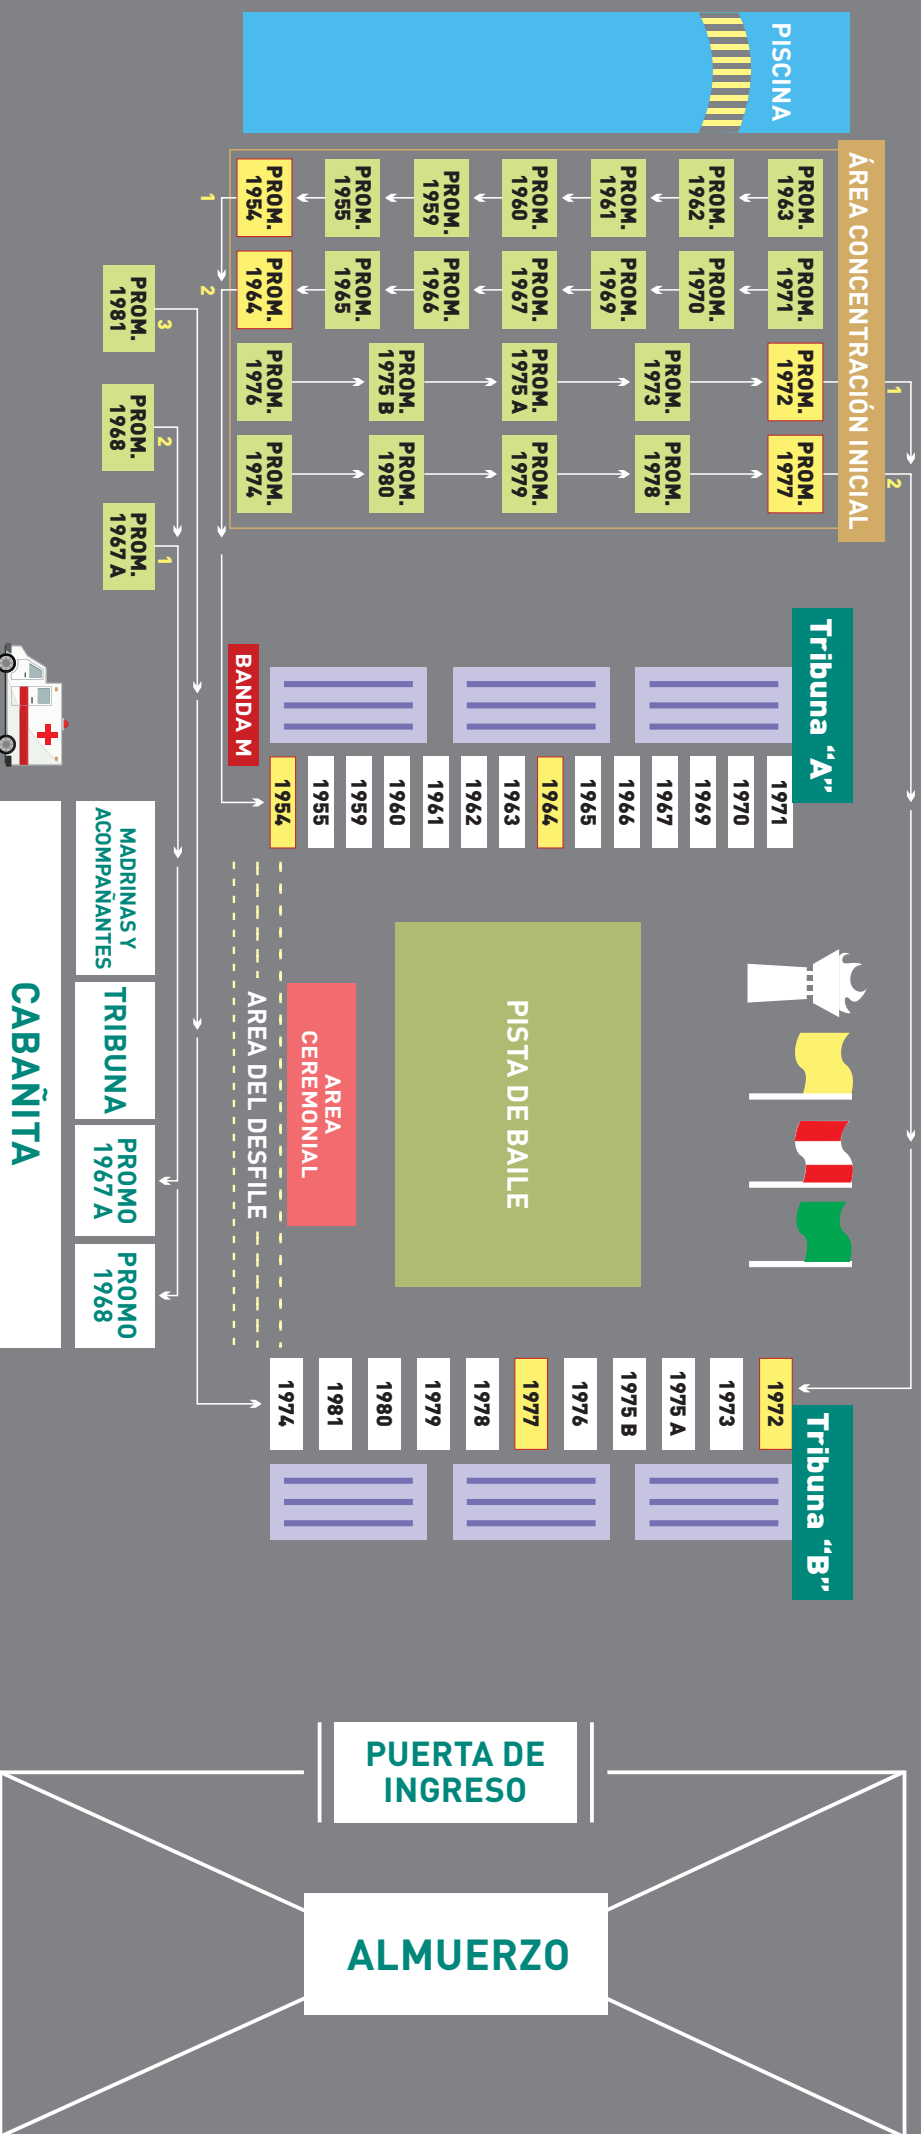 PISCINA
ÁREA CONCENTRACIÓN INICIAL
PROM.
1963
PROM.
1962
PROM.
1961
PROM.
1960
PROM.
1959
PROM.
1955
PROM.
1954
1
PROM.
1971
PROM.
1970
PROM.
1969
PROM.
1967
PROM.
1966
PROM.
1965
PROM.
1964
2
1
PROM.
1972
PROM.
1973
PROM.
1975 A
PROM.
1975 B
PROM.
1976
2
PROM.
1977
PROM.
1978
PROM.
1979
PROM.
1980
PROM.
1974
3
PROM.
1981
2
PROM.
1968
1
PROM.
1967 A
Tribuna “A”
BANDA M
1971
1970
1969
1967
1966
1965
1964
1963
1962
1961
1960
1959
1955
1954
PISTA DE BAILE
AREA
CEREMONIAL
AREA DEL DESFILE
MADRINAS Y
ACOMPAÑANTES
TRIBUNA
PROMO
1967 A
PROMO
1968
CABAÑITA
1972
1973
1975 A
1975 B
1976
1977
1978
1979
1980
1981
1974
Tribuna “B”
PUERTA DE
INGRESO
ALMUERZO